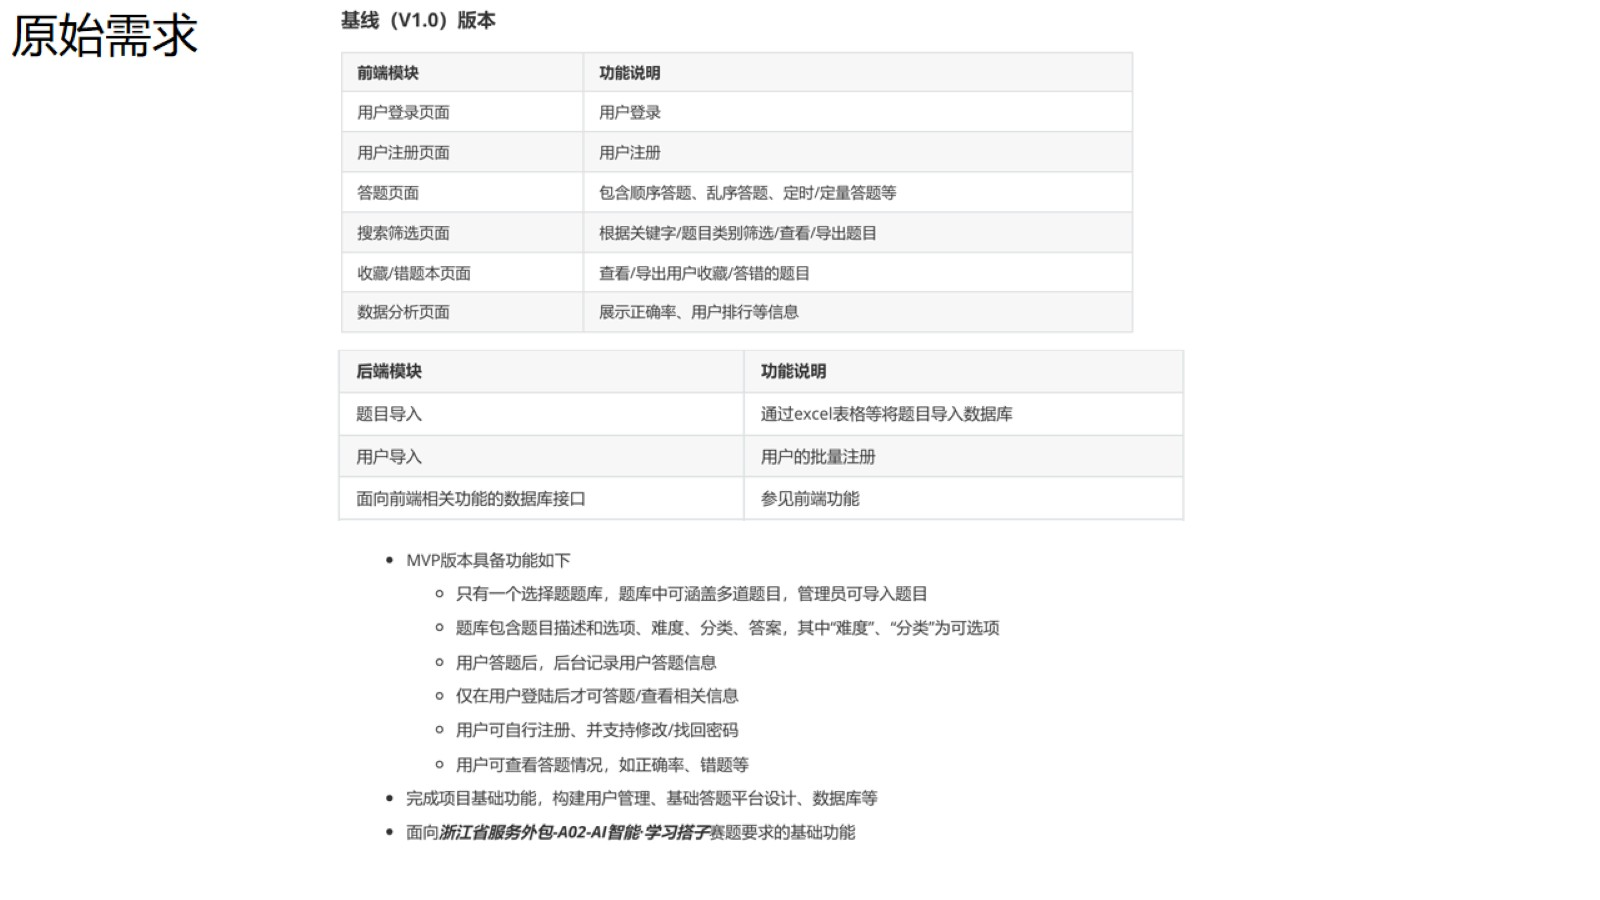 原始需求
基线（V1.0）版本
前端模块 功能说明
用户登录页面 用户登录
用户注册页面 用户注册
答题页面 包含顺序答题、乱序答题、定时/定量答题等
搜索筛选页面 根据关键字/题目类别筛选/查看/导出题目
收藏/错题本页面 查看/导出用户收藏/答错的题目
数据分析页面 展示正确率、用户排行等信息
后端模块 功能说明
题目导入 通过excel表格等将题目导入数据库
用户导入 用户的批量注册
面向前端相关功能的数据库接口 参见前端功能
MVP版本具备功能如下
只有一个选择题题库，题库中可涵盖多道题目，管理员可导入题目
题库包含题目描述和选项、难度、分类、答案，其中“难度”、“分类”为可选项
用户答题后，后台记录用户答题信息
仅在用户登陆后才可答题/查看相关信息
用户可自行注册、并支持修改/找回密码
用户可查看答题情况，如正确率、错题等
完成项目基础功能，构建用户管理、基础答题平台设计、数据库等
面向浙江省服务外包-A02-AI智能·学习搭子赛题要求的基础功能